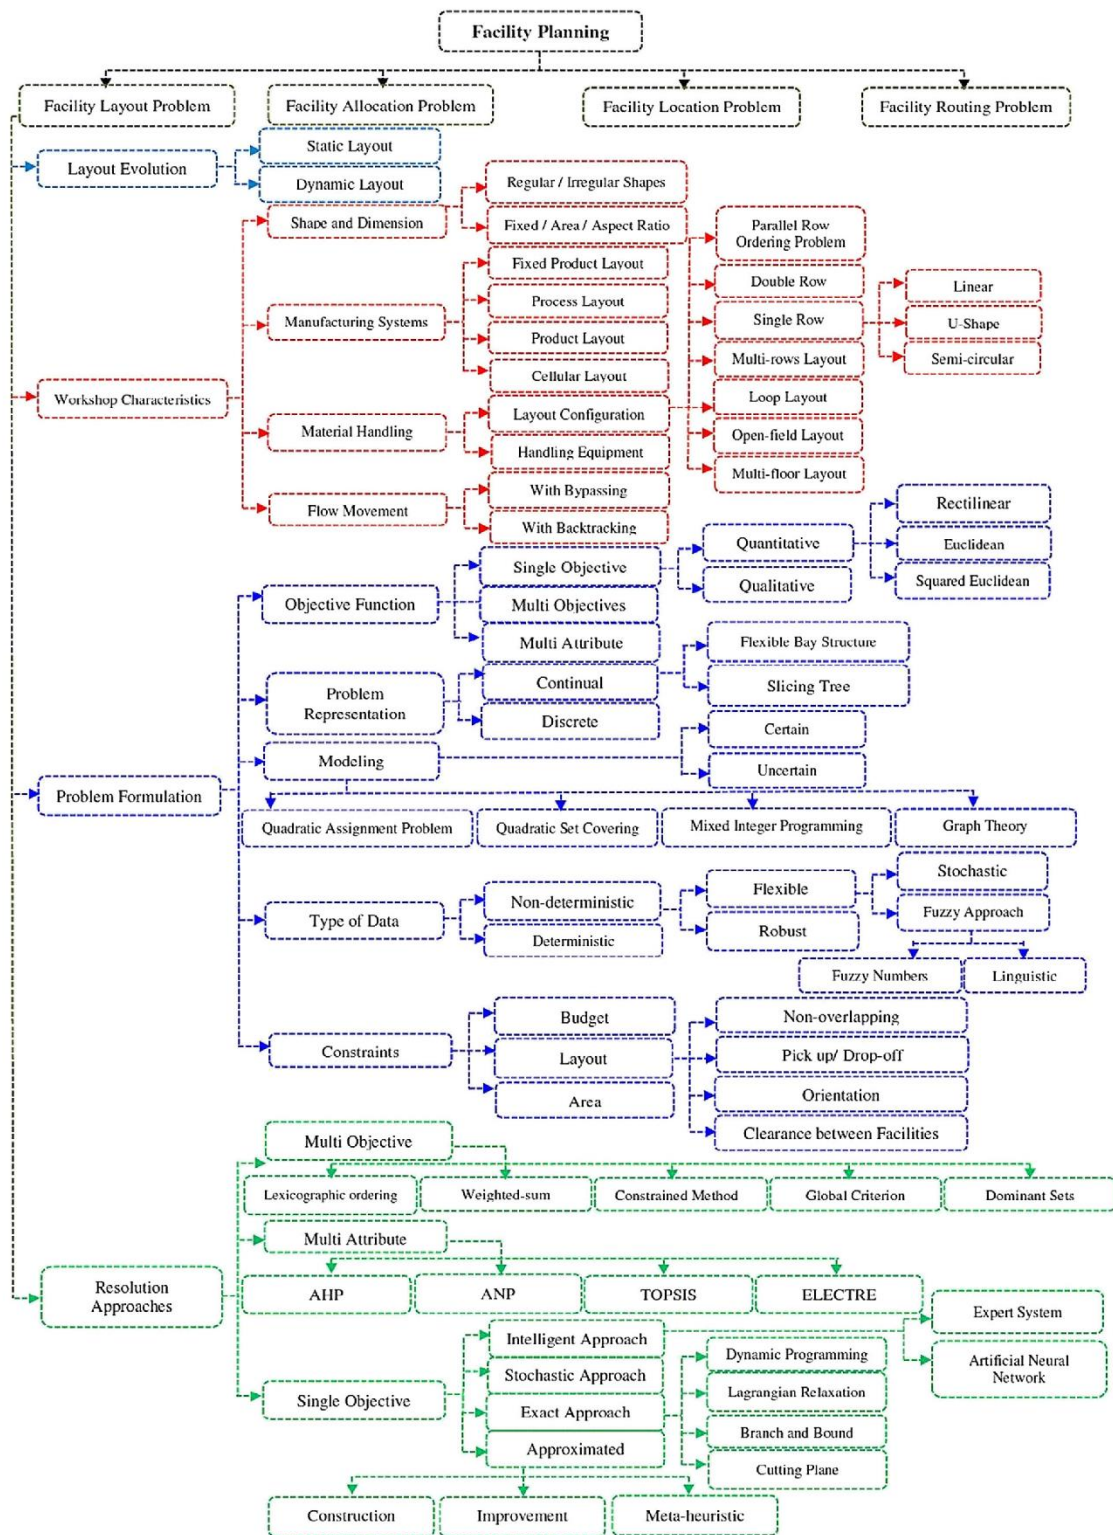 Facility Planning
Facility Layout Problem
Facility Allocation Problem
Facility Location Problem
Facility Routing Problem
Layout Evolution
Static Layout
Dynamic Layout
Workshop Characteristics
Shape and Dimension
Regular / Irregular Shapes
Fixed / Area / Aspect Ratio
Manufacturing Systems
Fixed Product Layout
Process Layout
Product Layout
Cellular Layout
Material Handling
Layout Configuration
Handling Equipment
Parallel Row
Ordering Problem
Double Row
Single Row
Multi-rows Layout
Loop Layout
Open-field Layout
Multi-floor Layout
Linear
U-Shape
Semi-circular
Flow Movement
With Bypassing
With Backtracking
Problem Formulation
Objective Function
Single Objective
Multi Objectives
Multi Attribute
Quantitative
Qualitative
Rectilinear
Euclidean
Squared Euclidean
Problem
Representation
Continual
Discrete
Flexible Bay Structure
Slicing Tree
Modeling
Certain
Uncertain
Quadratic Assignment Problem
Quadratic Set Covering
Mixed Integer Programming
Graph Theory
Type of Data
Non-deterministic
Deterministic
Flexible
Robust
Stochastic
Fuzzy Approach
Fuzzy Numbers
Linguistic
Constraints
Budget
Layout
Area
Non-overlapping
Pick up/ Drop-off
Orientation
Clearance between Facilities
Resolution
Approaches
Multi Objective
Lexicographic ordering
Weighted-sum
Constrained Method
Global Criterion
Dominant Sets
Multi Attribute
AHP
ANP
TOPSIS
ELECTRE
Single Objective
Intelligent Approach
Stochastic Approach
Exact Approach
Approximated
Expert System
Artificial Neural
Network
Dynamic Programming
Lagrangian Relaxation
Branch and Bound
Cutting Plane
Construction
Improvement
Meta-heuristic